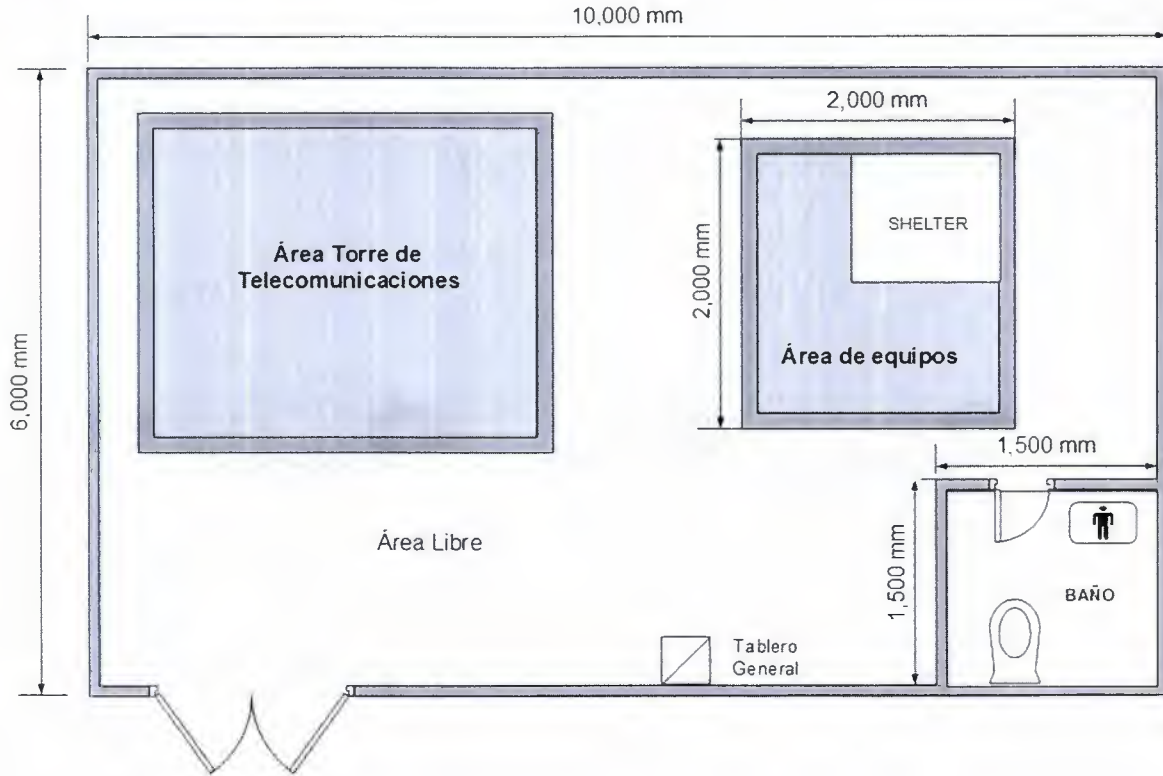 10,000 mm
2,000 mm
6,000 mm
Área Torre de
Telecomunicaciones
2,000 mm
SHELTER
Área de equipos
1,500 mm
Área Libre
1,500 mm
BAÑO
Tablero
General